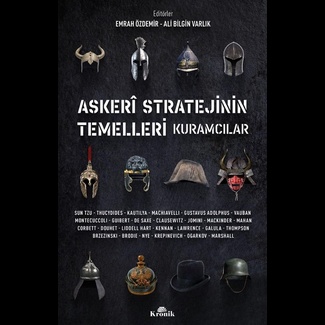 Editörler
EMRAH ÖZDEMİR - ALİ BİLGİN VARLIK
ASKERÎ STRATEJİNİN
TEMELLERİ KURAMCILAR
SUN TZU - THUCYDIDES - KAUTILYA - MACHIAVELLI - GUSTAVUS ADOLPHUS - VAUBAN
MONTECUCCOLI - GUIBERT - DE SAXE - CLAUSEWITZ - JOMINI - MACKINDER - MAHAN
CORBETT - DOUHET - LIDDELL HART - KENNAN - LAWRENCE - GALULA - THOMPSON
BRZEZINSKI - BRODIE - NYE - KREPINEVICH - OGARKOV - MARSHALL
Kronik